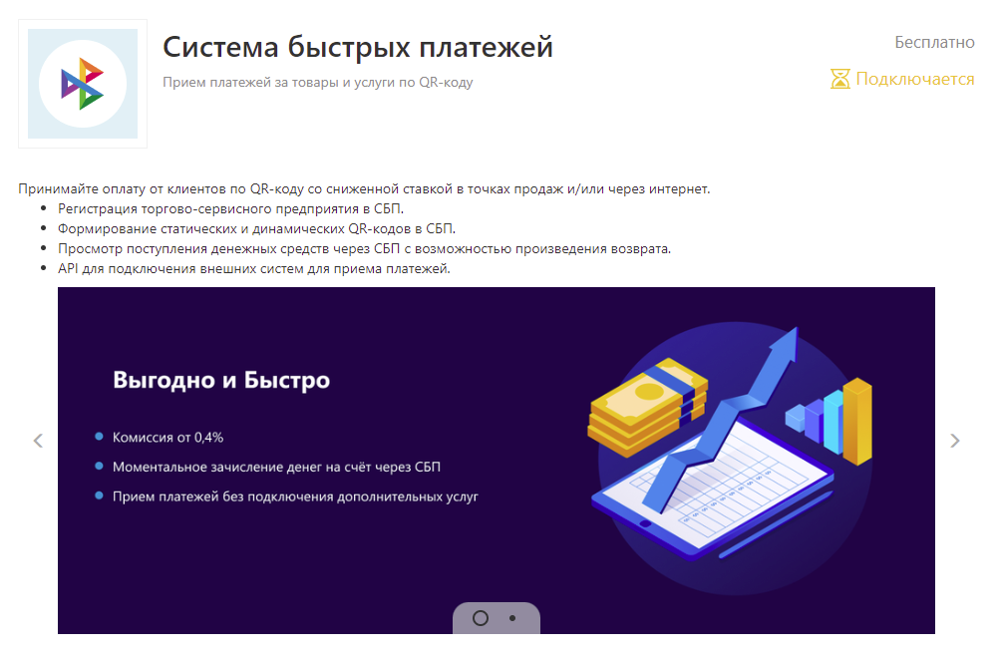 Система быстрых платежей
Бесплатно
Прием платежей за товары и услуги по QR-коду
Подключается
Принимайте оплату от клиентов по QR-коду со сниженной ставкой в точках продаж и/или через интернет.
Регистрация торгово-сервисного предприятия в СБП.
Формирование статических и динамических QR-кодов в СБП.
Просмотр поступления денежных средств через СБП с возможностью произведения возврата.
API для подключения внешних систем для приема платежей.
Выгодно и Быстро
Комиссия от 0,4%
Моментальное зачисление денег на счёт через СБП
Прием платежей без подключения дополнительных услуг